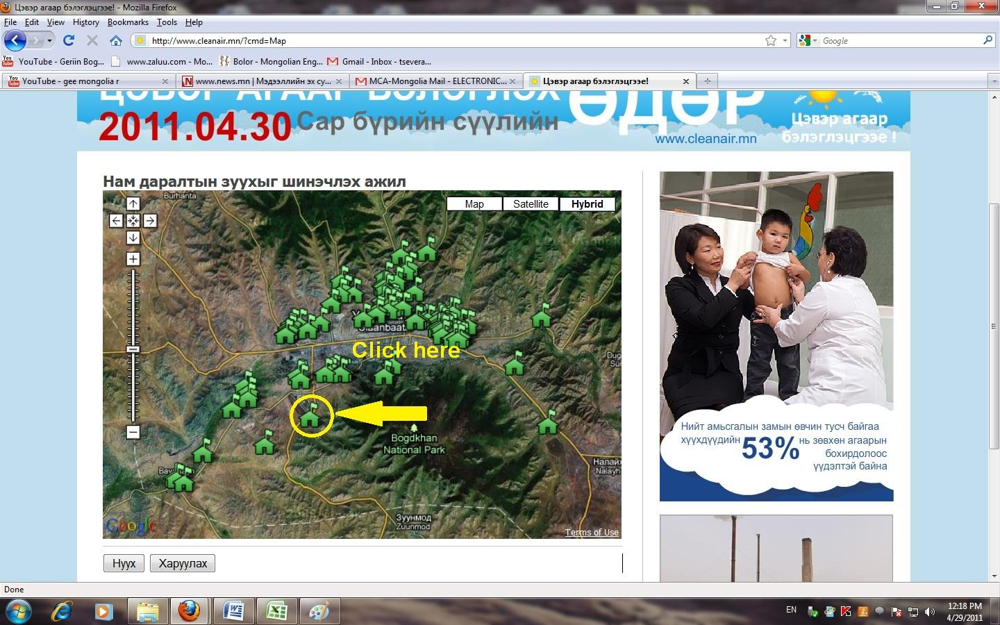 Цэвэр агаар бэлэглэцгээе! - Mozilla Firefox
File Edit View History Bookmarks Tools Help
http://www.cleanair.mn/?cmd=Map
Google
YouTube - Geriin Bog...
www.zaluu.com - Mo...
Bolor - Mongolian Eng...
Gmail - Inbox - tsevera...
YouTube - gee mongolia r
www.news.mn | Мэдээллийн эх су...
MCA-Mongolia Mail - ELECTRONIC...
Цэвэр агаар бэлэглэцгээе!
ЦЭВЭР АГААР БЭЛЭГЛЭХ ӨДӨР
2011.04.30 Сар бүрийн сүүлийн
www.cleanair.mn
Цэвэр агаар
бэлэглэцгээе !
Нам даралтын зуухыг шинэчлэх ажил
Burhanta
Map Satellite Hybrid
Click here
Bogdkhan
National Park
Налайх
Nalayh
Зуунмод
Zuunmod
Google
Terms of Use
Нуух Харуулах
Нийт амьсгалын замын өвчин тусч байгаа
хүүхдүүдийн 53% нь зөвхөн агаарын
бохирдолоос
үүдэлтэй байна
Done
EN
12:18 PM
4/29/2011